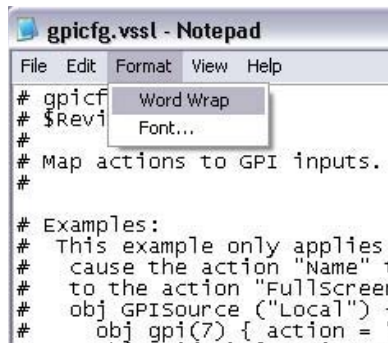 gpicfg.vssl - Notepad
File Edit Format View Help
# gpicf
Word Wrap
# $Revi
Font...
#
# Map actions to GPI inputs.
#
# Examples:
# This example only applies
# cause the action "Name"
# to the action "FullScreen
# obj GPISource ("Local") {
# obj gpi(7) { action =